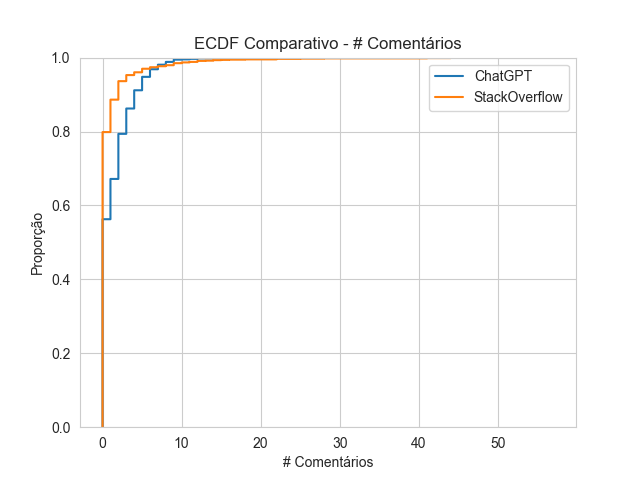 ECDF Comparativo - # Comentários
ChatGPT
StackOverflow
Proporção
1.0
0.8
0.6
0.4
0.2
0.0
0 10 20 30 40 50
# Comentários